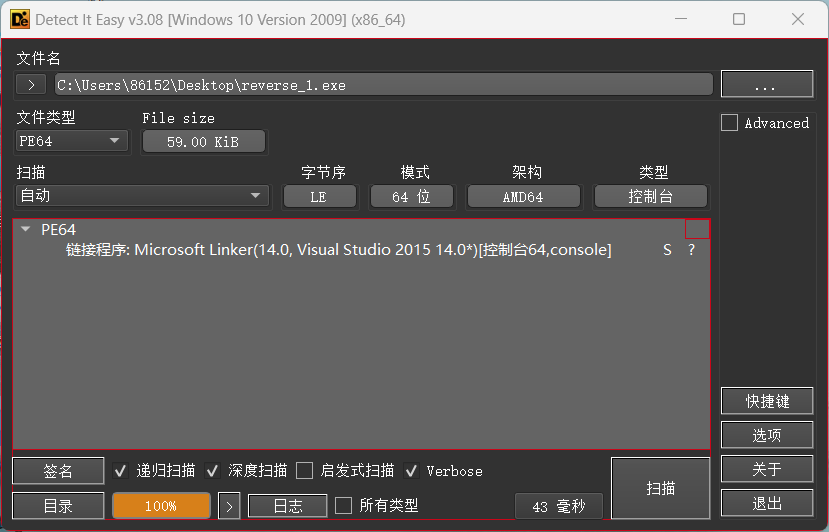 Detect It Easy v3.08 [Windows 10 Version 2009] (x86_64)
文件名
> C:\Users\86152\Desktop\reverse_1.exe ...
文件类型 File size
PE64 59.00 KiB
Advanced
扫描 字节序 模式 架构 类型
自动 LE 64 位 AMD64 控制台
PE64
链接程序: Microsoft Linker(14.0, Visual Studio 2015 14.0*)[控制台64,console] S ?
快捷键
选项
签名 递归扫描 深度扫描 启发式扫描 Verbose 扫描 关于
目录 100% > 日志 所有类型 43 毫秒 退出